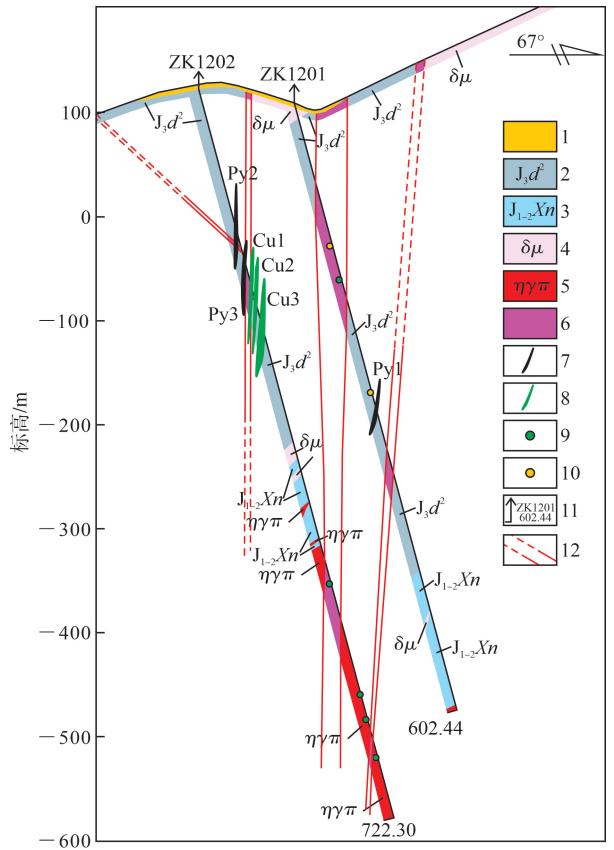 ZK1202
ZK1201
67°
δμ
δμ
J₃d²
J₃d²
J₃d²
100
0
−100
−200
−300
−400
−500
−600
标高/m
Py2
Cu1
Cu2
Cu3
Py3
J₃d²
Py1
J₃d²
δμ
J₁₋₂Xn
ηγπ
ηγπ
J₁₋₂Xn
ηγπ
J₃d²
J₁₋₂Xn
δμ
J₁₋₂Xn
602.44
ηγπ
ηγπ
722.30
1
J₃d² 2
J₁₋₂Xn 3
δμ 4
ηγπ 5
6
7
8
9
10
ZK1201
602.44 11
12